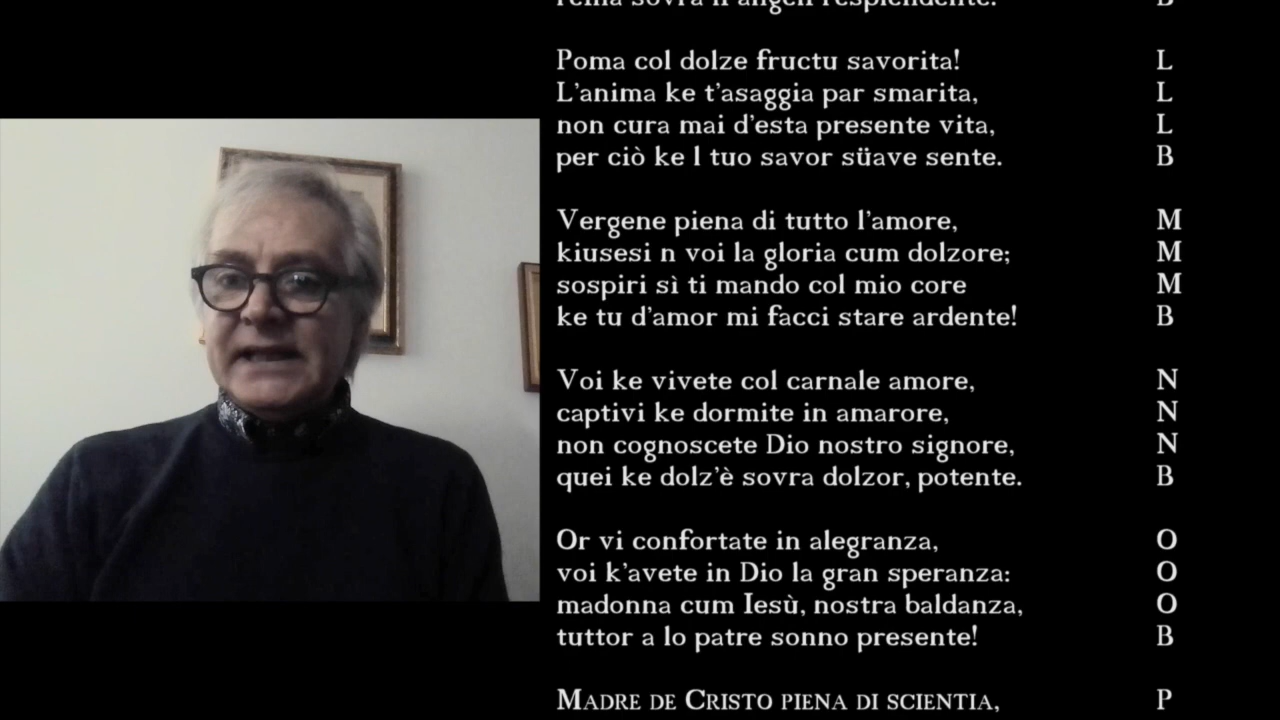 reina sovra n'angeli resplendente. B
Poma col dolze fructu savorita! L
L'anima ke t'asaggia par smarita, L
non cura mai d'esta presente vita, L
per ciò ke l tuo savor süave sente. B
Vergene piena di tutto l'amore, M
kiusesi n voi la gloria cum dolzore; M
sospiri sì ti mando col mio core M
ke tu d'amor mi facci stare ardente! B
Voi ke vivete col carnale amore, N
captivi ke dormite in amarore, N
non cognoscete Dio nostro signore, N
quei ke dolz'è sovra dolzor, potente. B
Or vi confortate in alegranza, O
voi k'avete in Dio la gran speranza: O
madonna cum Iesù, nostra baldanza, O
tuttor a lo patre sonno presente! B
MADRE DE CRISTO PIENA DI SCIENTIA, P